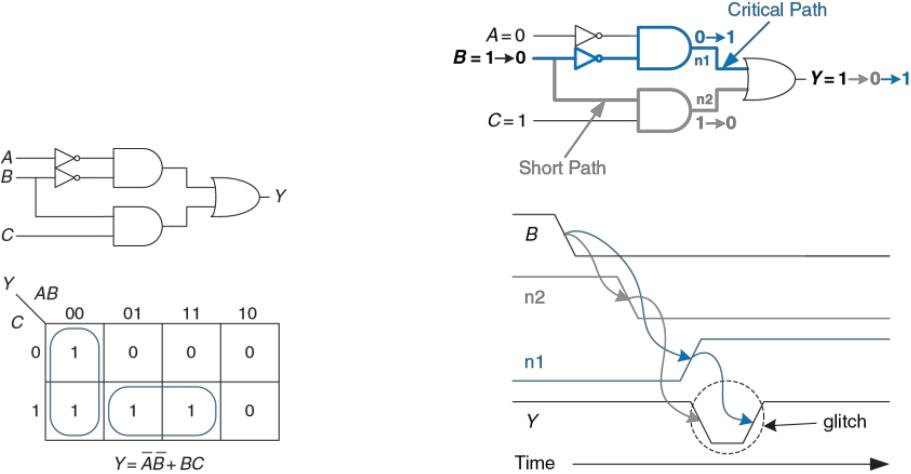 A
B
C
Y
Y
AB
C
00 01 11 10
0 1 0 0 0
1 1 1 1 0
Y = A̅B̅ + BC
Critical Path
A = 0
0→1
B = 1→0
n1
Y = 1→0→1
n2
C = 1
1→0
Short Path
B
n2
n1
Y
glitch
Time